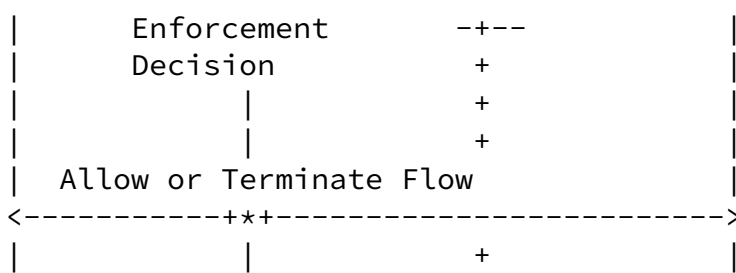 |      Enforcement       -+--           |
|      Decision           +             |
|            |            +             |
|            |            +             |
|  Allow or Terminate Flow              |
<-----------+*+------------------------->
|            |            +             |